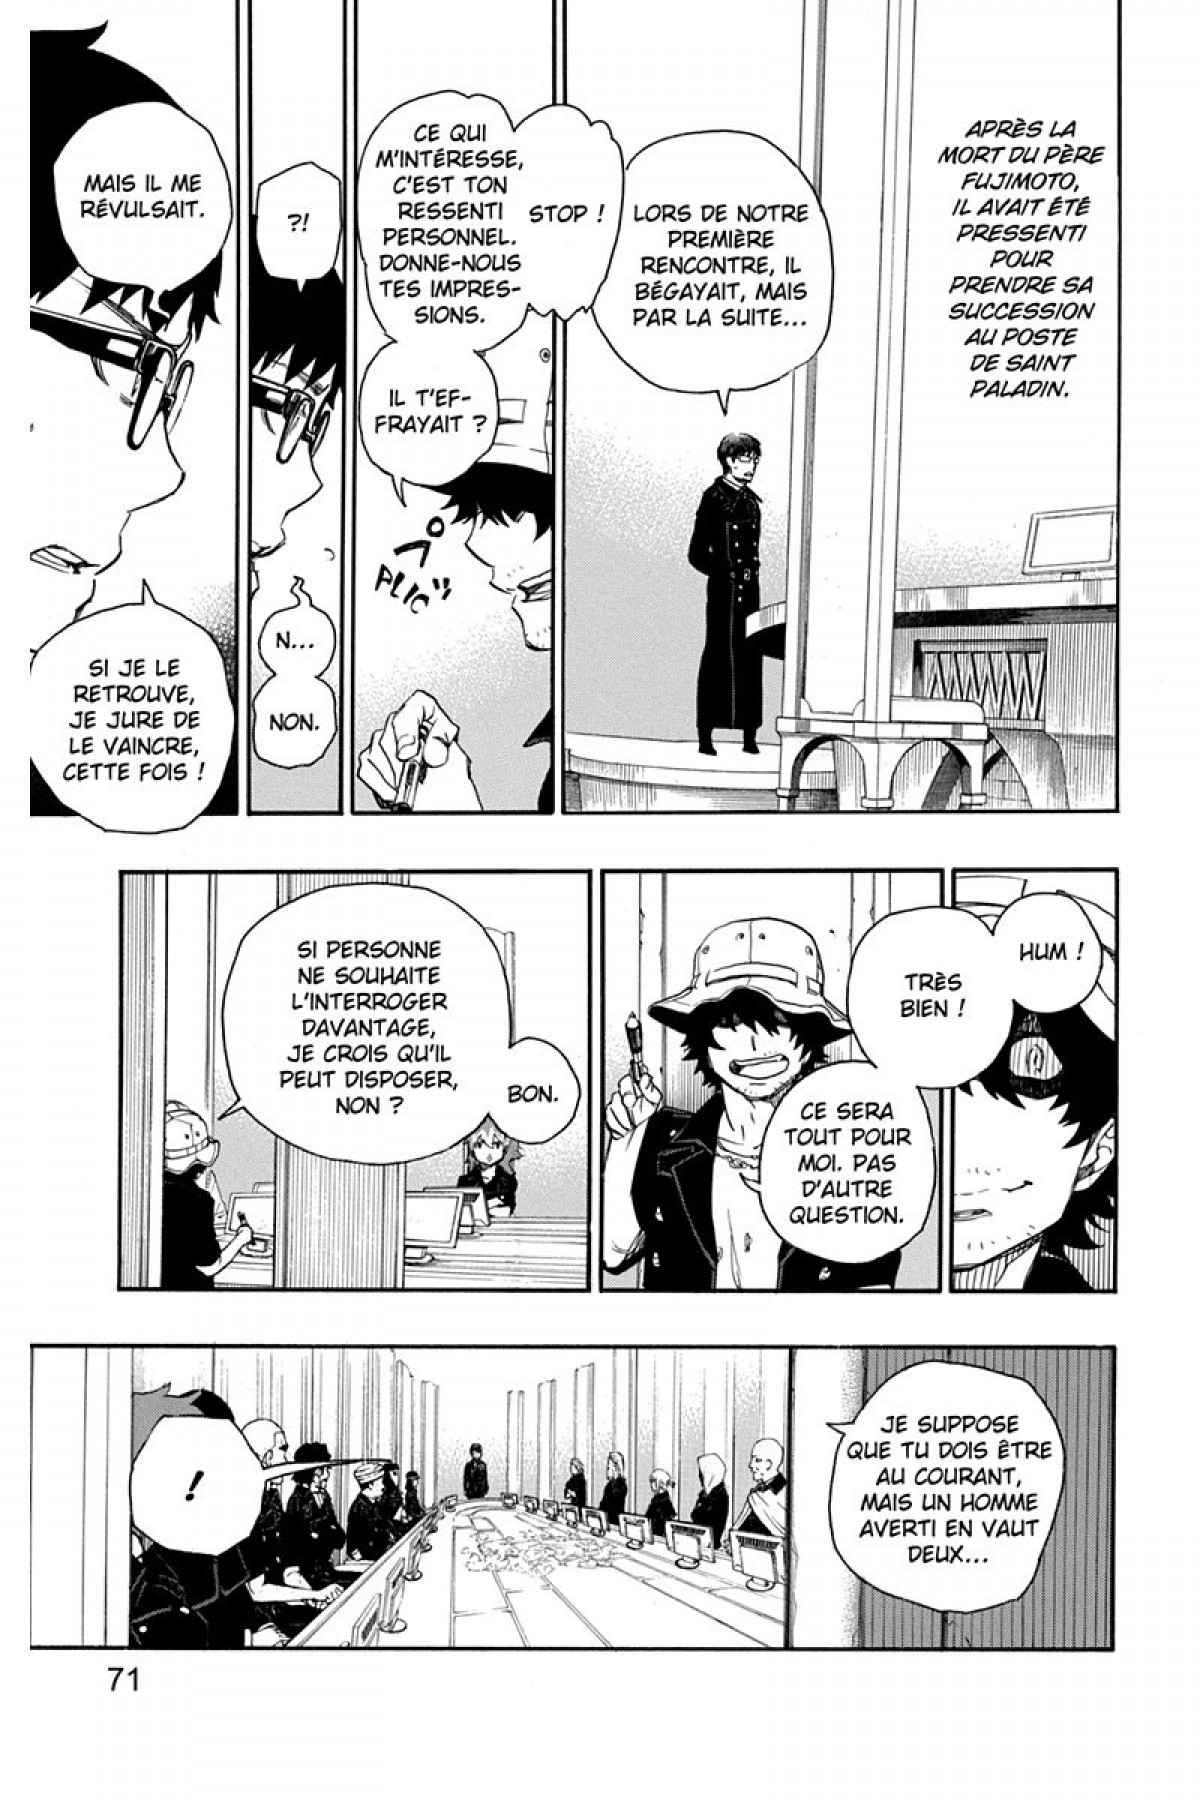 APRÈS LA
MORT DU PÈRE
FUJIMOTO,
IL AVAIT ÉTÉ
PRESSENTI
POUR
PRENDRE SA
SUCCESSION
AU POSTE
DE SAINT
PALADIN.
LORS DE NOTRE
PREMIÈRE
RENCONTRE, IL
BÉGAYAIT, MAIS
PAR LA SUITE...
STOP !
CE QUI
M'INTÉRESSE,
C'EST TON
RESSENTI
PERSONNEL.
DONNE-NOUS
TES IMPRES-
SIONS.
IL T'EF-
FRAYAIT ?
ペ
PLIC
?!
N...
NON.
MAIS IL ME
RÉVULSAIT.
SI JE LE
RETROUVE,
JE JURE DE
LE VAINCRE,
CETTE FOIS !
HUM !
TRÈS
BIEN !
CE SERA
TOUT POUR
MOI. PAS
D'AUTRE
QUESTION.
BON.
SI PERSONNE
NE SOUHAITE
L'INTERROGER
DAVANTAGE,
JE CROIS QU'IL
PEUT DISPOSER,
NON ?
JE SUPPOSE
QUE TU DOIS ÊTRE
AU COURANT,
MAIS UN HOMME
AVERTI EN VAUT
DEUX...
!
71